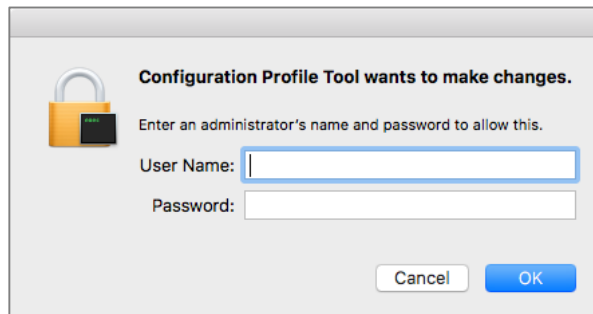 Configuration Profile Tool wants to make changes.
Enter an administrator's name and password to allow this.
User Name:
Password:
Cancel OK